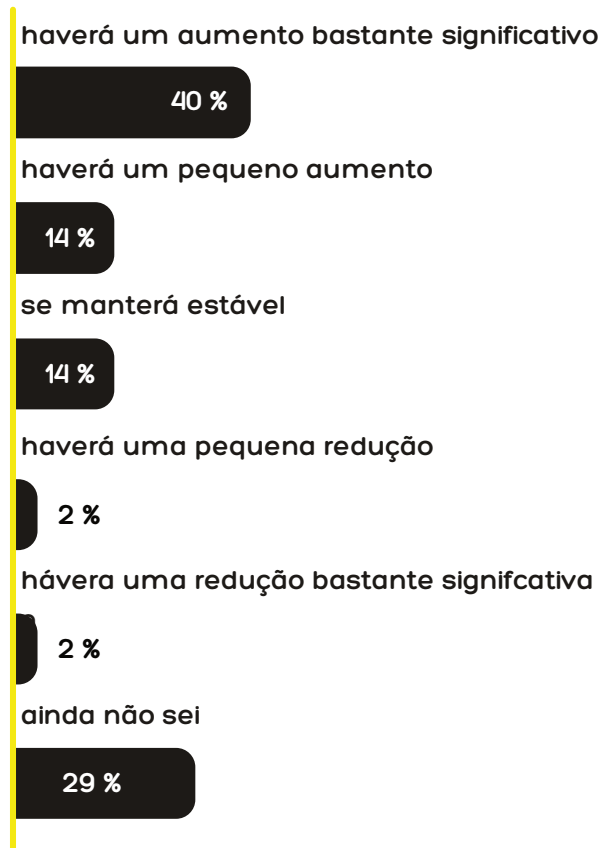 haverá um aumento bastante significativo
40 %
haverá um pequeno aumento
14 %
se manterá estável
14 %
haverá uma pequena redução
2 %
hávera uma redução bastante signifcativa
2 %
ainda não sei
29 %